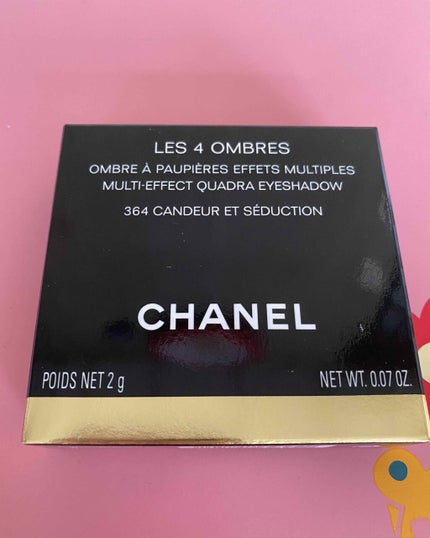 LES 4 OMBRES
OMBRE À PAUPIÈRES EFFETS MULTIPLES
MULTI-EFFECT QUADRA EYESHADOW
364 CANDEUR ET SÉDUCTION
CHANEL
POIDS NET 2 g NET WT. 0.07 OZ.